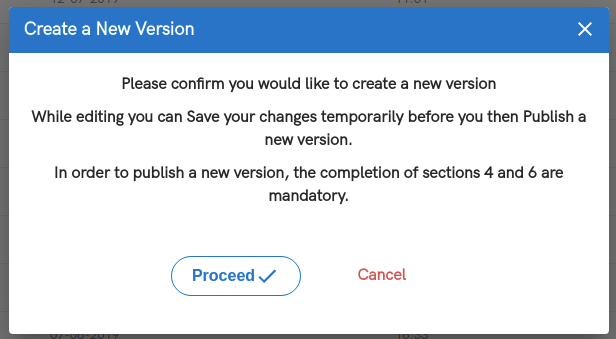 Create a New Version
Please confirm you would like to create a new version
While editing you can Save your changes temporarily before you then Publish a
new version.
In order to publish a new version, the completion of sections 4 and 6 are
mandatory.
Proceed
Cancel